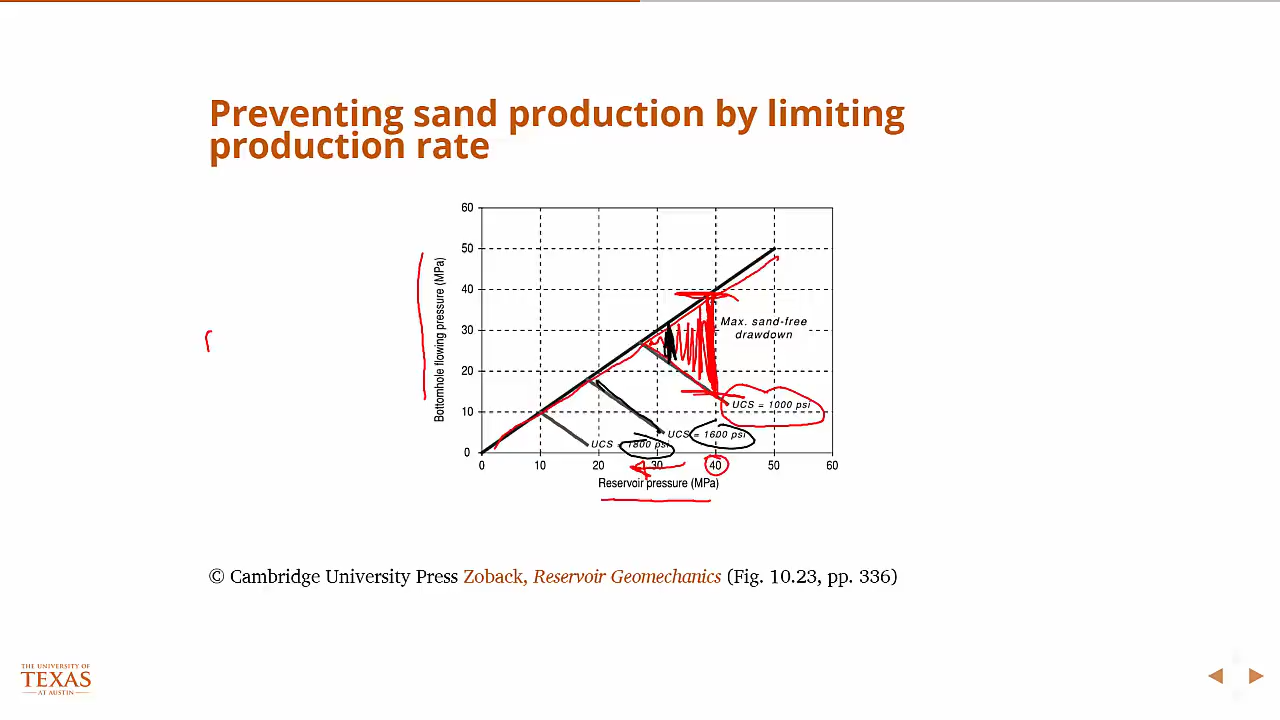 Preventing sand production by limiting
production rate
60
50
40
30
20
10
0
Bottomhole flowing pressure (MPa)
Max. sand-free
drawdown
UCS = 1000 psi
UCS = 1600 psi
UCS = 1800 psi
0 10 20 30 40 50 60
Reservoir pressure (MPa)
© Cambridge University Press Zoback, Reservoir Geomechanics (Fig. 10.23, pp. 336)
THE UNIVERSITY OF
TEXAS
AT AUSTIN